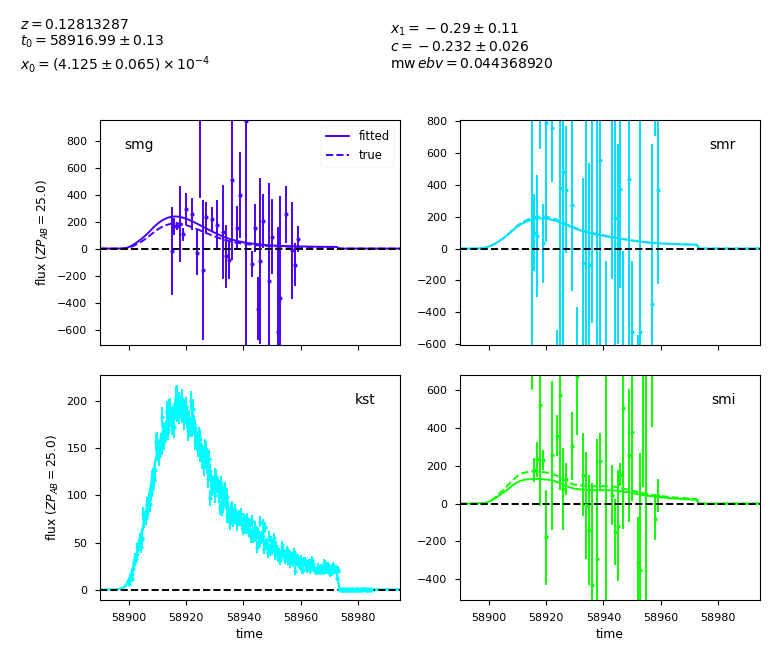 z = 0.12813287
t₀ = 58916.99 ± 0.13
x₀ = (4.125 ± 0.065) × 10⁻⁴
x₁ = −0.29 ± 0.11
c = −0.232 ± 0.026
mw ebv = 0.044368920
smg
fitted
true
800
600
400
200
0
−200
−400
−600
flux (ZP_AB = 25.0)
smr
800
600
400
200
0
−200
−400
−600
kst
200
150
100
50
0
flux (ZP_AB = 25.0)
58900 58920 58940 58960 58980
time
smi
600
400
200
0
−200
−400
58900 58920 58940 58960 58980
time